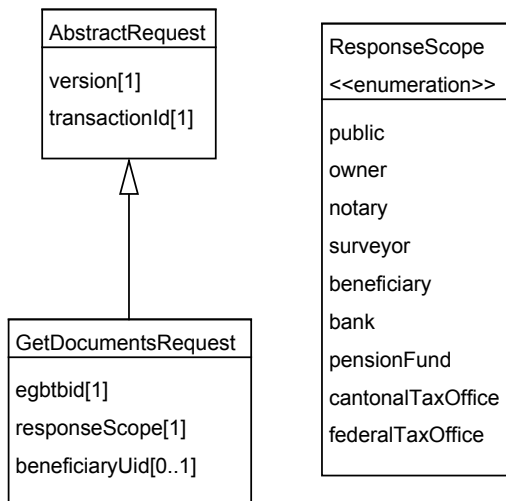 AbstractRequest
version[1]
transactionId[1]
GetDocumentsRequest
egbtbid[1]
responseScope[1]
beneficiaryUid[0..1]
ResponseScope
<<enumeration>>
public
owner
notary
surveyor
beneficiary
bank
pensionFund
cantonalTaxOffice
federalTaxOffice